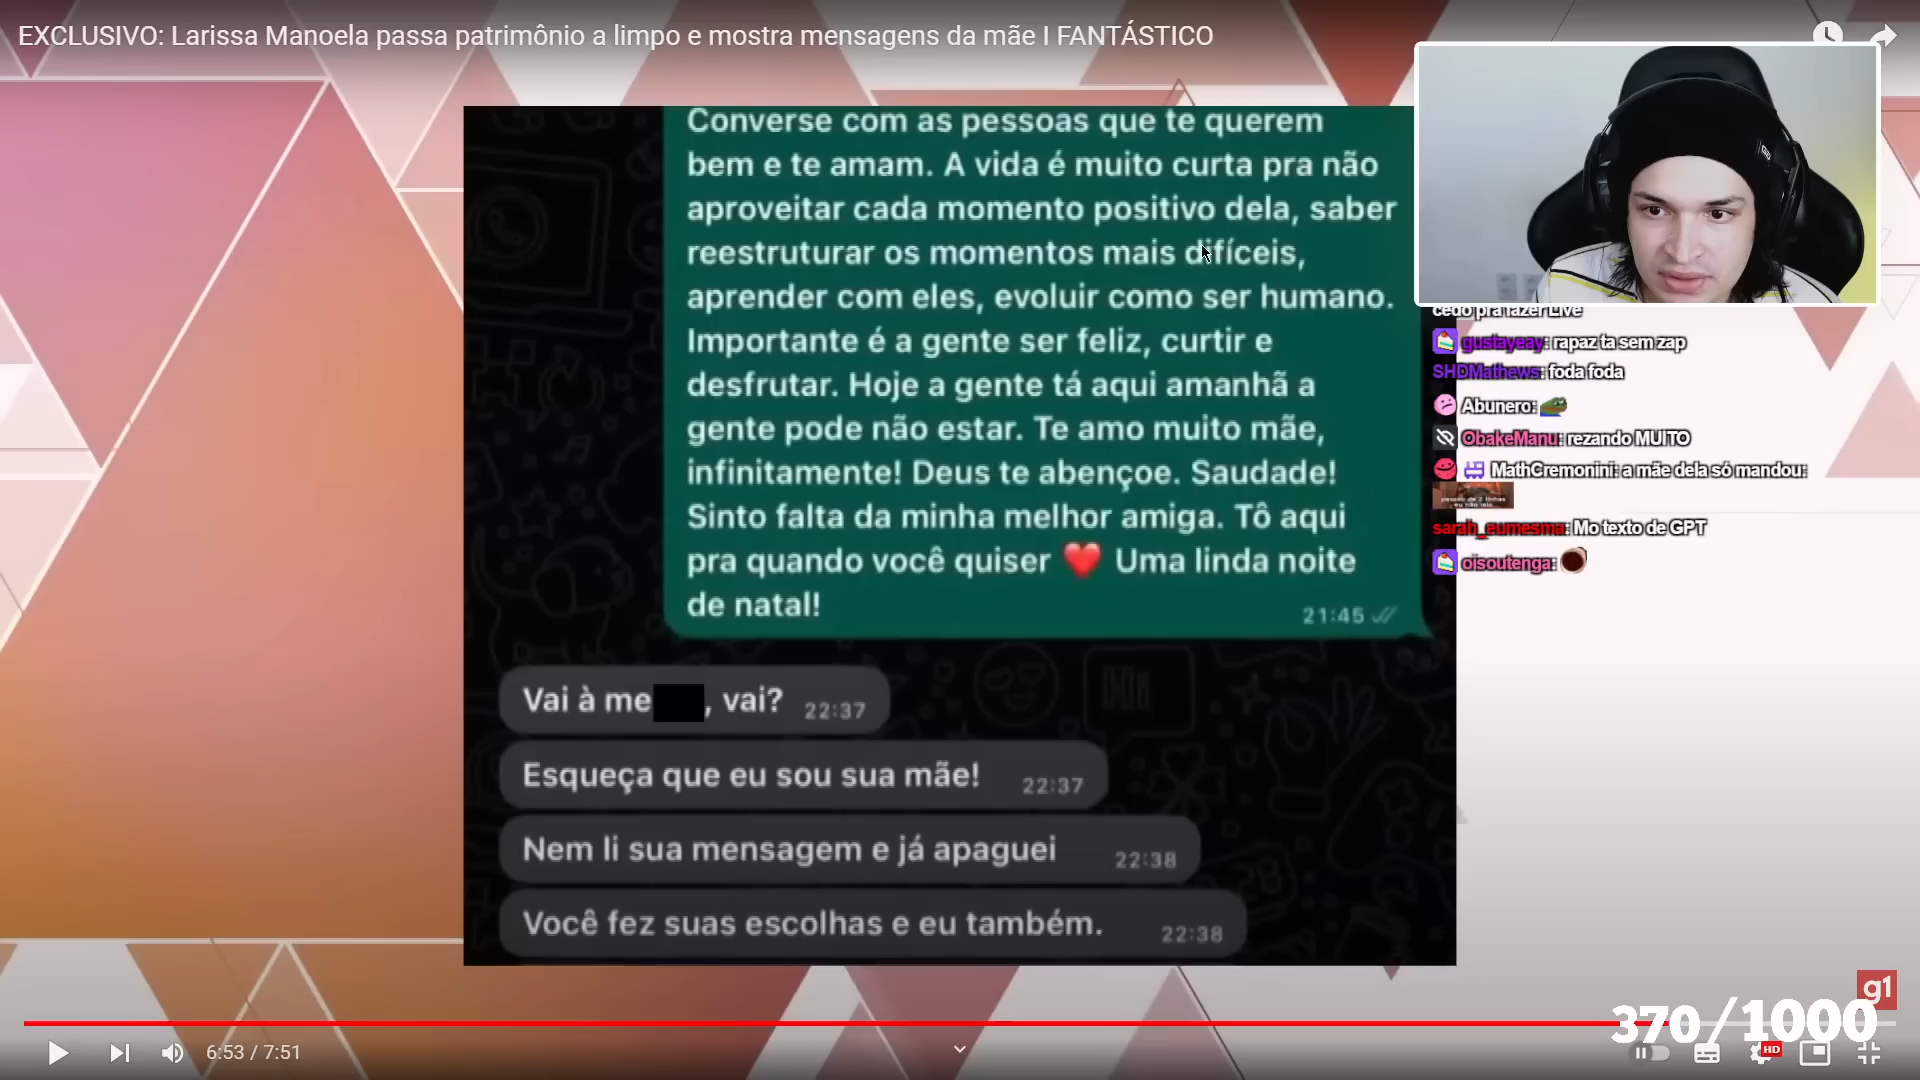 EXCLUSIVO: Larissa Manoela passa patrimônio a limpo e mostra mensagens da mãe I FANTÁSTICO
Converse com as pessoas que te querem
bem e te amam. A vida é muito curta pra não
aproveitar cada momento positivo dela, saber
reestruturar os momentos mais difíceis,
aprender com eles, evoluir como ser humano.
Importante é a gente ser feliz, curtir e
desfrutar. Hoje a gente tá aqui amanhã a
gente pode não estar. Te amo muito mãe,
infinitamente! Deus te abençoe. Saudade!
Sinto falta da minha melhor amiga. Tô aqui
pra quando você quiser ❤️ Uma linda noite
de natal!
21:45
Vai à me , vai? 22:37
Esqueça que eu sou sua mãe! 22:37
Nem li sua mensagem e já apaguei 22:38
Você fez suas escolhas e eu também. 22:38
cedo pra fazer Live
gustayeay: rapaz ta sem zap
SHDMathews: foda foda
Abunero:
ObakeManu: rezando MUITO
MathCremonini: a mãe dela só mandou:
sarah_eumesma: Mo texto de GPT
oisoutenga:
g1
370/1000
6:53 / 7:51
HD